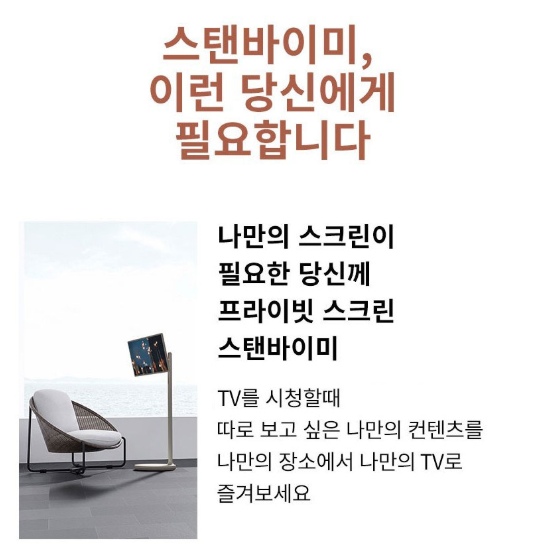 스탠바이미,
이런 당신에게
필요합니다
나만의 스크린이
필요한 당신께
프라이빗 스크린
스탠바이미
TV를 시청할때
따로 보고 싶은 나만의 컨텐츠를
나만의 장소에서 나만의 TV로
즐겨보세요